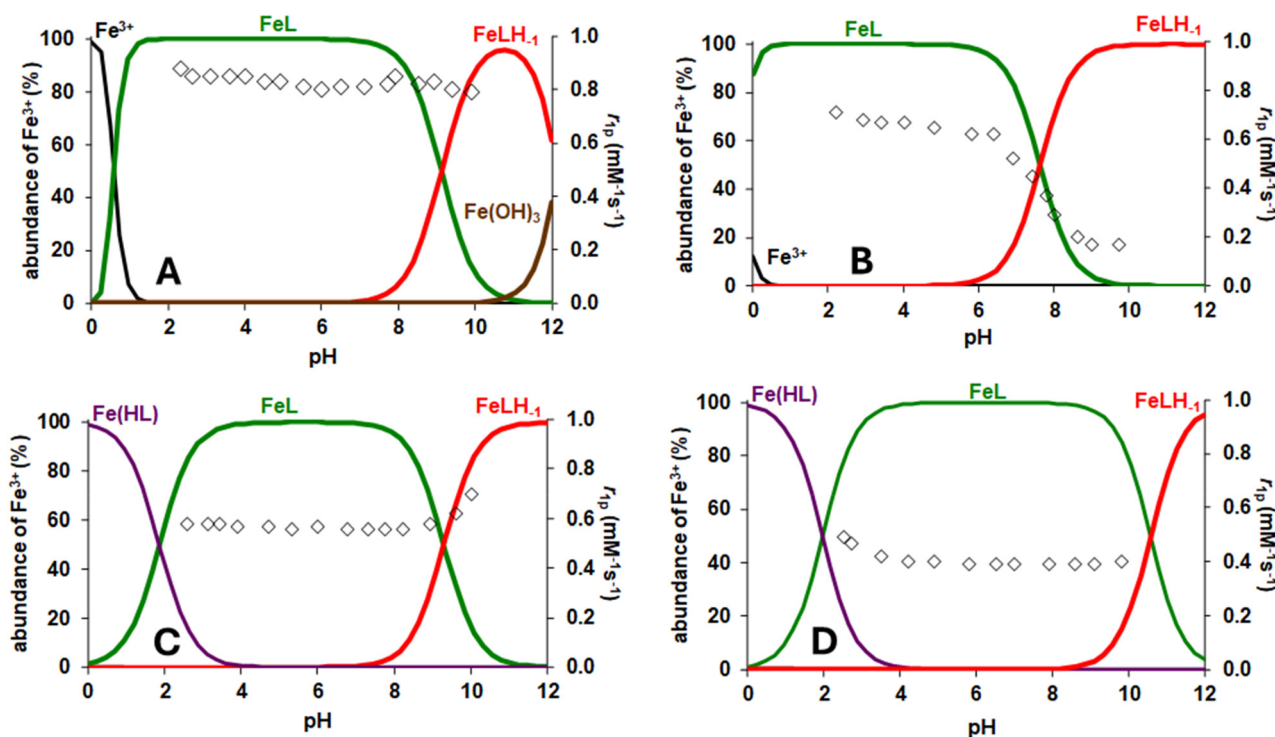 Fe³⁺
FeL
FeLH₋₁
100
80
60
40
20
0
abundance of Fe³⁺ (%)
1.0
0.8
0.6
0.4
0.2
0.0
r₁ₚ (mM⁻¹s⁻¹)
Fe(OH)₃
A
0 2 4 6 8 10 12
pH
FeL
FeLH₋₁
100
80
60
40
20
0
abundance of Fe³⁺ (%)
1.0
0.8
0.6
0.4
0.2
0.0
r₁ₚ (mM⁻¹s⁻¹)
Fe³⁺
B
0 2 4 6 8 10 12
pH
Fe(HL)
FeL
FeLH₋₁
100
80
60
40
20
0
abundance of Fe³⁺ (%)
1.0
0.8
0.6
0.4
0.2
0.0
r₁ₚ (mM⁻¹s⁻¹)
C
0 2 4 6 8 10 12
pH
Fe(HL)
FeL
FeLH₋₁
100
80
60
40
20
0
abundance of Fe³⁺ (%)
1.0
0.8
0.6
0.4
0.2
0.0
r₁ₚ (mM⁻¹s⁻¹)
D
0 2 4 6 8 10 12
pH